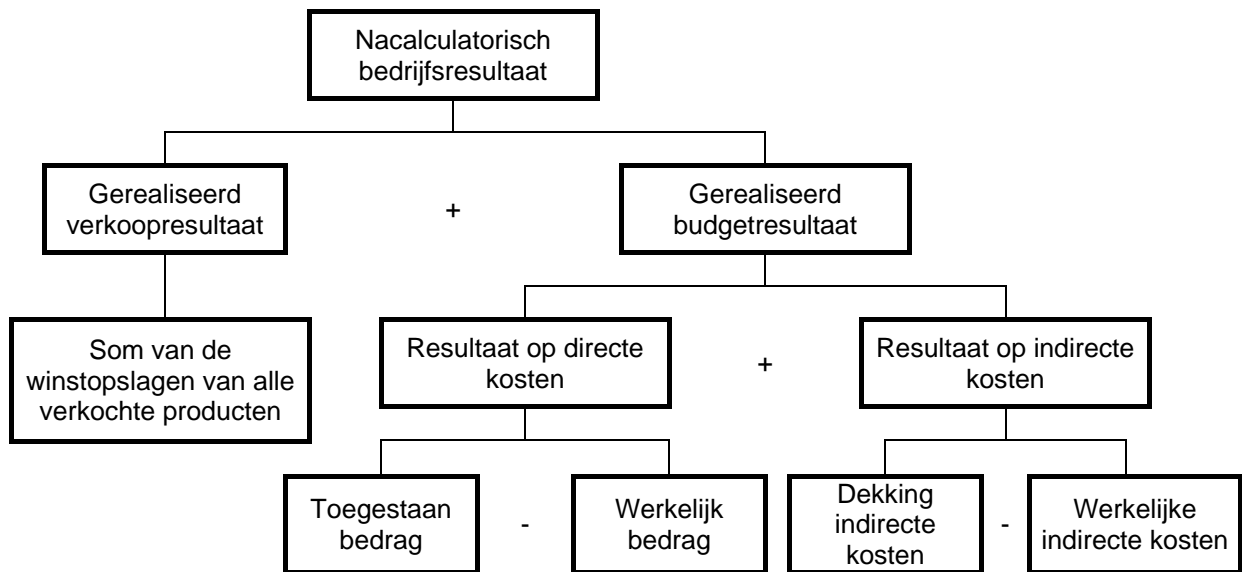 Nacalculatorisch
bedrijfsresultaat
Gerealiseerd
verkoopresultaat
+
Gerealiseerd
budgetresultaat
Som van de
winstopslagen van alle
verkochte producten
Resultaat op directe
kosten
+
Resultaat op indirecte
kosten
Toegestaan
bedrag
-
Werkelijk
bedrag
Dekking
indirecte
kosten
-
Werkelijke
indirecte kosten